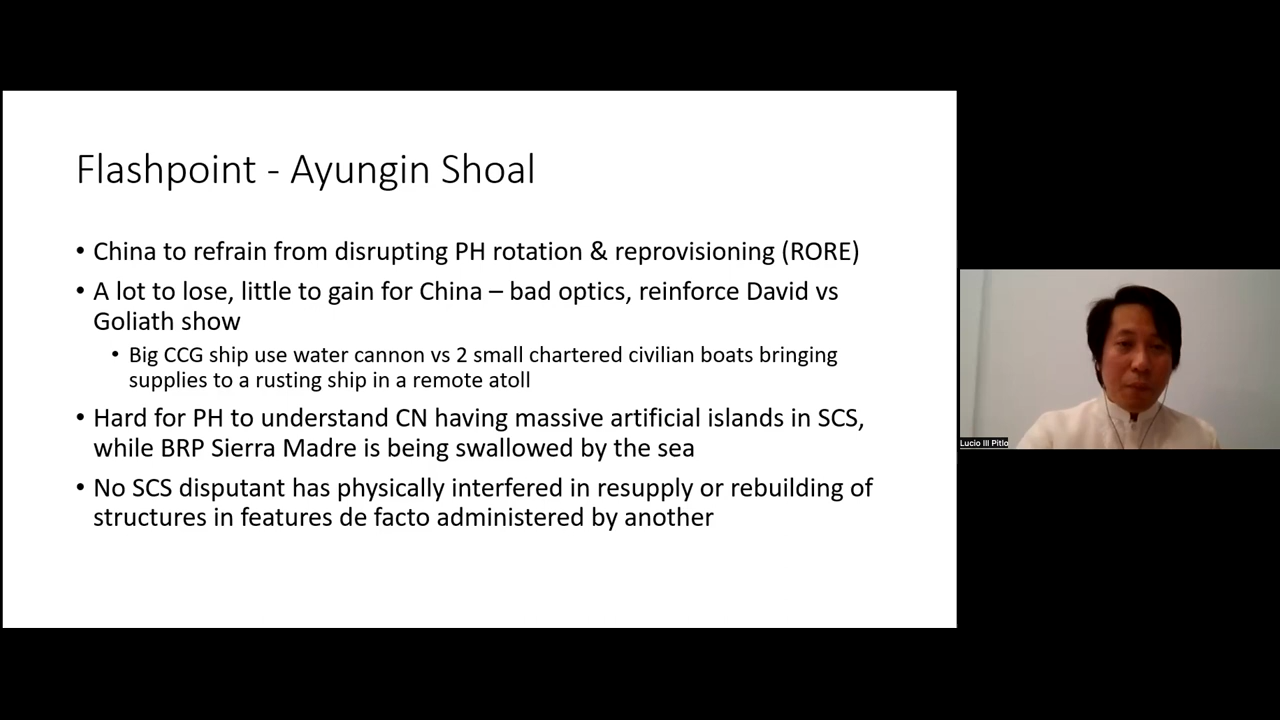 Flashpoint - Ayungin Shoal
• China to refrain from disrupting PH rotation & reprovisioning (RORE)
• A lot to lose, little to gain for China – bad optics, reinforce David vs
Goliath show
• Big CCG ship use water cannon vs 2 small chartered civilian boats bringing
supplies to a rusting ship in a remote atoll
• Hard for PH to understand CN having massive artificial islands in SCS,
while BRP Sierra Madre is being swallowed by the sea
• No SCS disputant has physically interfered in resupply or rebuilding of
structures in features de facto administered by another
Lucio III Pitlo